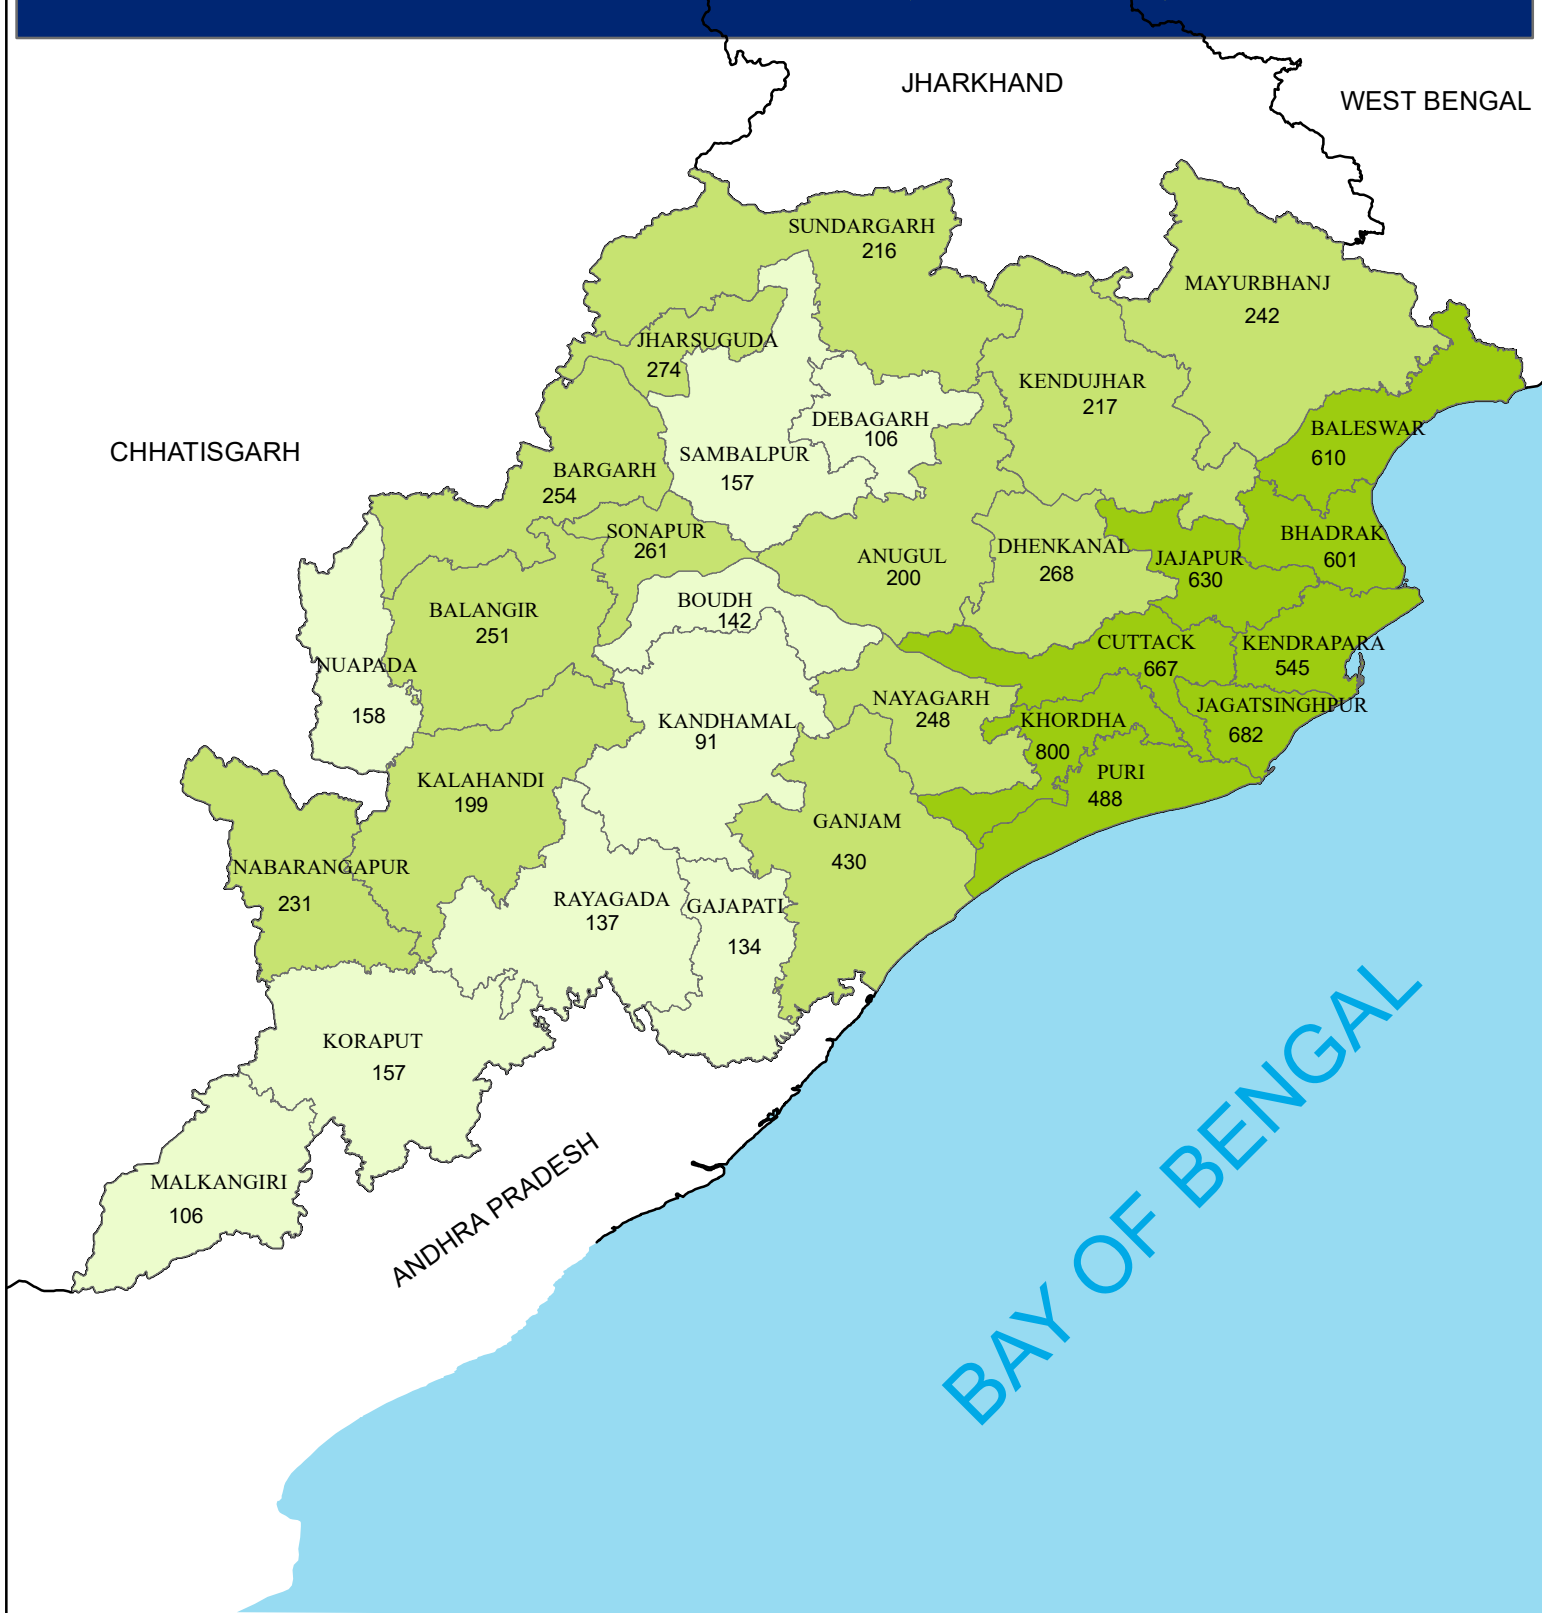 JHARKHAND
WEST BENGAL
SUNDARGARH
216
MAYURBHANJ
242
JHARSUGUDA
274
KENDUJHAR
217
DEBAGARH
106
BALESWAR
610
CHHATISGARH
SAMBALPUR
157
BARGARH
254
SONAPUR
261
BHADRAK
601
ANUGUL
200
DHENKANAL
268
JAJAPUR
630
BALANGIR
251
BOUDH
142
CUTTACK
667
KENDRAPARA
545
NUAPADA
158
NAYAGARH
248
JAGATSINGHPUR
682
KANDHAMAL
91
KHORDHA
800
PURI
488
KALAHANDI
199
GANJAM
430
NABARANGAPUR
231
RAYAGADA
137
GAJAPATI
134
KORAPUT
157
MALKANGIRI
106
ANDHRA PRADESH
BAY OF BENGAL